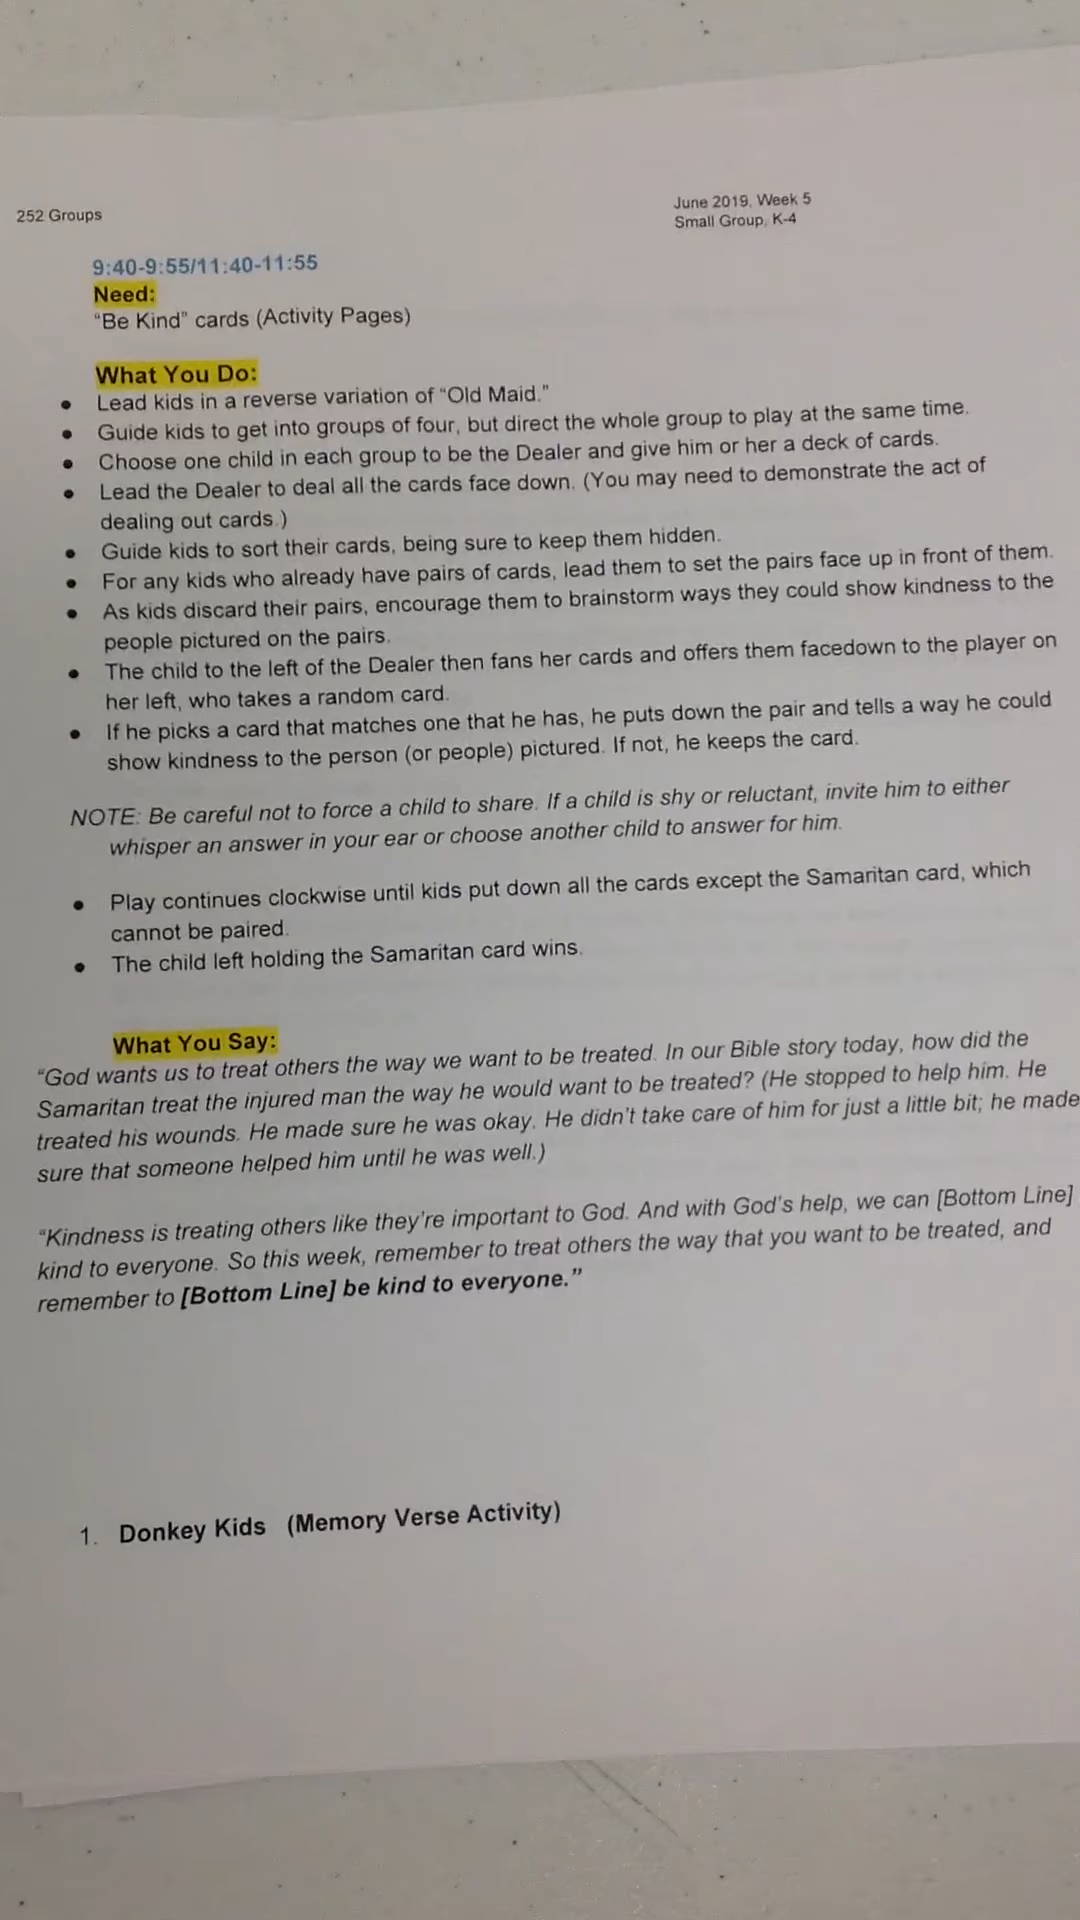 252 Groups
June 2019, Week 5
Small Group, K-4
9:40-9:55/11:40-11:55
Need:
"Be Kind" cards (Activity Pages)
What You Do:
• Lead kids in a reverse variation of "Old Maid."
• Guide kids to get into groups of four, but direct the whole group to play at the same time.
• Choose one child in each group to be the Dealer and give him or her a deck of cards.
• Lead the Dealer to deal all the cards face down. (You may need to demonstrate the act of
dealing out cards.)
• Guide kids to sort their cards, being sure to keep them hidden.
• For any kids who already have pairs of cards, lead them to set the pairs face up in front of them.
• As kids discard their pairs, encourage them to brainstorm ways they could show kindness to the
people pictured on the pairs.
• The child to the left of the Dealer then fans her cards and offers them facedown to the player on
her left, who takes a random card.
• If he picks a card that matches one that he has, he puts down the pair and tells a way he could
show kindness to the person (or people) pictured. If not, he keeps the card.
NOTE: Be careful not to force a child to share. If a child is shy or reluctant, invite him to either
whisper an answer in your ear or choose another child to answer for him.
• Play continues clockwise until kids put down all the cards except the Samaritan card, which
cannot be paired.
• The child left holding the Samaritan card wins.
What You Say:
"God wants us to treat others the way we want to be treated. In our Bible story today, how did the
Samaritan treat the injured man the way he would want to be treated? (He stopped to help him. He
treated his wounds. He made sure he was okay. He didn't take care of him for just a little bit; he made
sure that someone helped him until he was well.)
"Kindness is treating others like they're important to God. And with God's help, we can [Bottom Line]
kind to everyone. So this week, remember to treat others the way that you want to be treated, and
remember to [Bottom Line] be kind to everyone."
1. Donkey Kids (Memory Verse Activity)